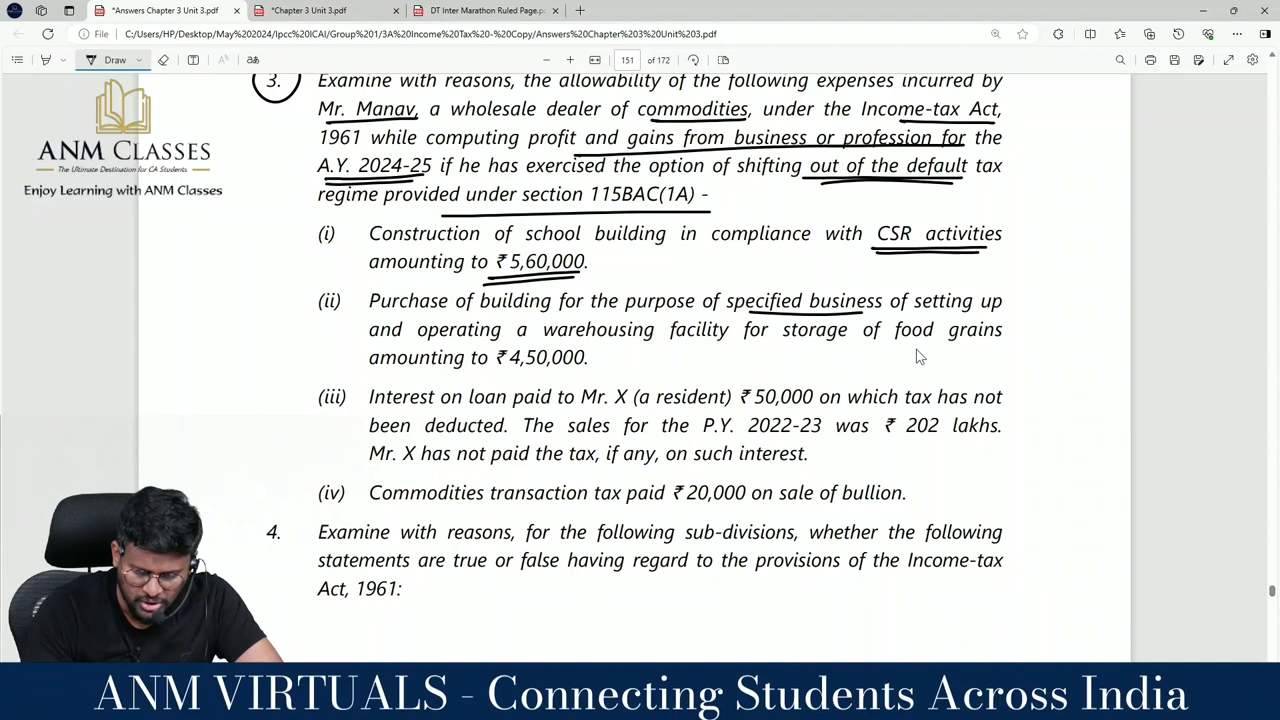 *Answers Chapter 3 Unit 3.pdf
*Chapter 3 Unit 3.pdf
DT Inter Marathon Ruled Page.p
File
C:/Users/HP/Desktop/May%202024/Ipcc%20ICAI/Group%201/3A%20Income%20Tax%20-%20Copy/Answers%20Chapter%203%20Unit%203.pdf
Draw
151 of 172
ANM CLASSES
The Ultimate Destination for CA Students
Enjoy Learning with ANM Classes
3. Examine with reasons, the allowability of the following expenses incurred by
Mr. Manav, a wholesale dealer of commodities, under the Income-tax Act,
1961 while computing profit and gains from business or profession for the
A.Y. 2024-25 if he has exercised the option of shifting out of the default tax
regime provided under section 115BAC(1A) -
(i) Construction of school building in compliance with CSR activities
amounting to ₹ 5,60,000.
(ii) Purchase of building for the purpose of specified business of setting up
and operating a warehousing facility for storage of food grains
amounting to ₹ 4,50,000.
(iii) Interest on loan paid to Mr. X (a resident) ₹ 50,000 on which tax has not
been deducted. The sales for the P.Y. 2022-23 was ₹ 202 lakhs.
Mr. X has not paid the tax, if any, on such interest.
(iv) Commodities transaction tax paid ₹ 20,000 on sale of bullion.
4. Examine with reasons, for the following sub-divisions, whether the following
statements are true or false having regard to the provisions of the Income-tax
Act, 1961:
ANM VIRTUALS - Connecting Students Across India